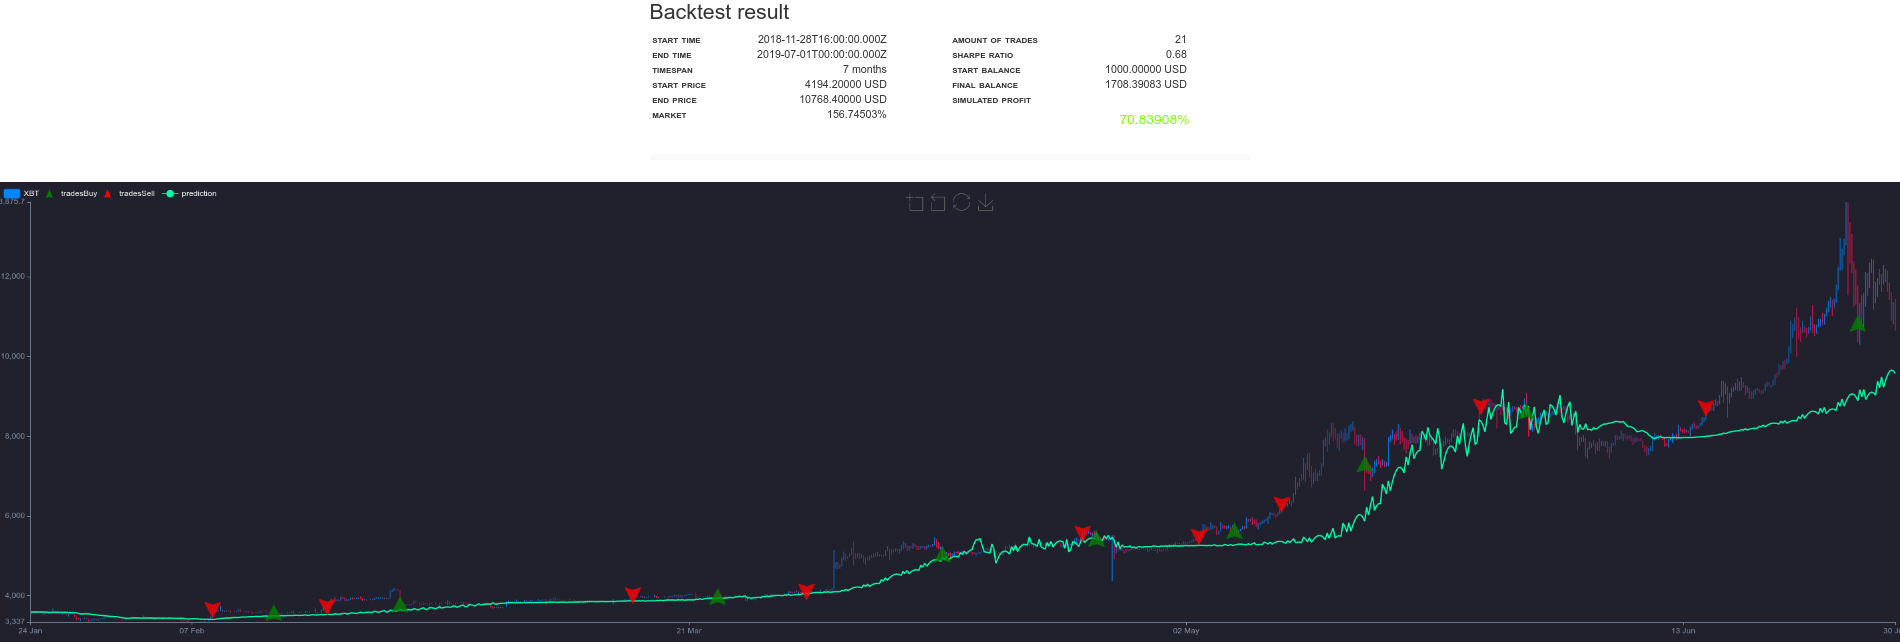 Backtest result
START TIME 2018-11-28T16:00:00.000Z
END TIME 2019-07-01T00:00:00.000Z
TIMESPAN 7 months
START PRICE 4194.20000 USD
END PRICE 10768.40000 USD
MARKET 156.74503%
AMOUNT OF TRADES 21
SHARPE RATIO 0.68
START BALANCE 1000.00000 USD
FINAL BALANCE 1708.39083 USD
SIMULATED PROFIT
70.83908%
XBT tradesBuy tradesSell prediction
3,875.7
12,000
10,000
8,000
6,000
4,000
3,337
24 Jan 07 Feb 21 Mar 02 May 13 Jun 30